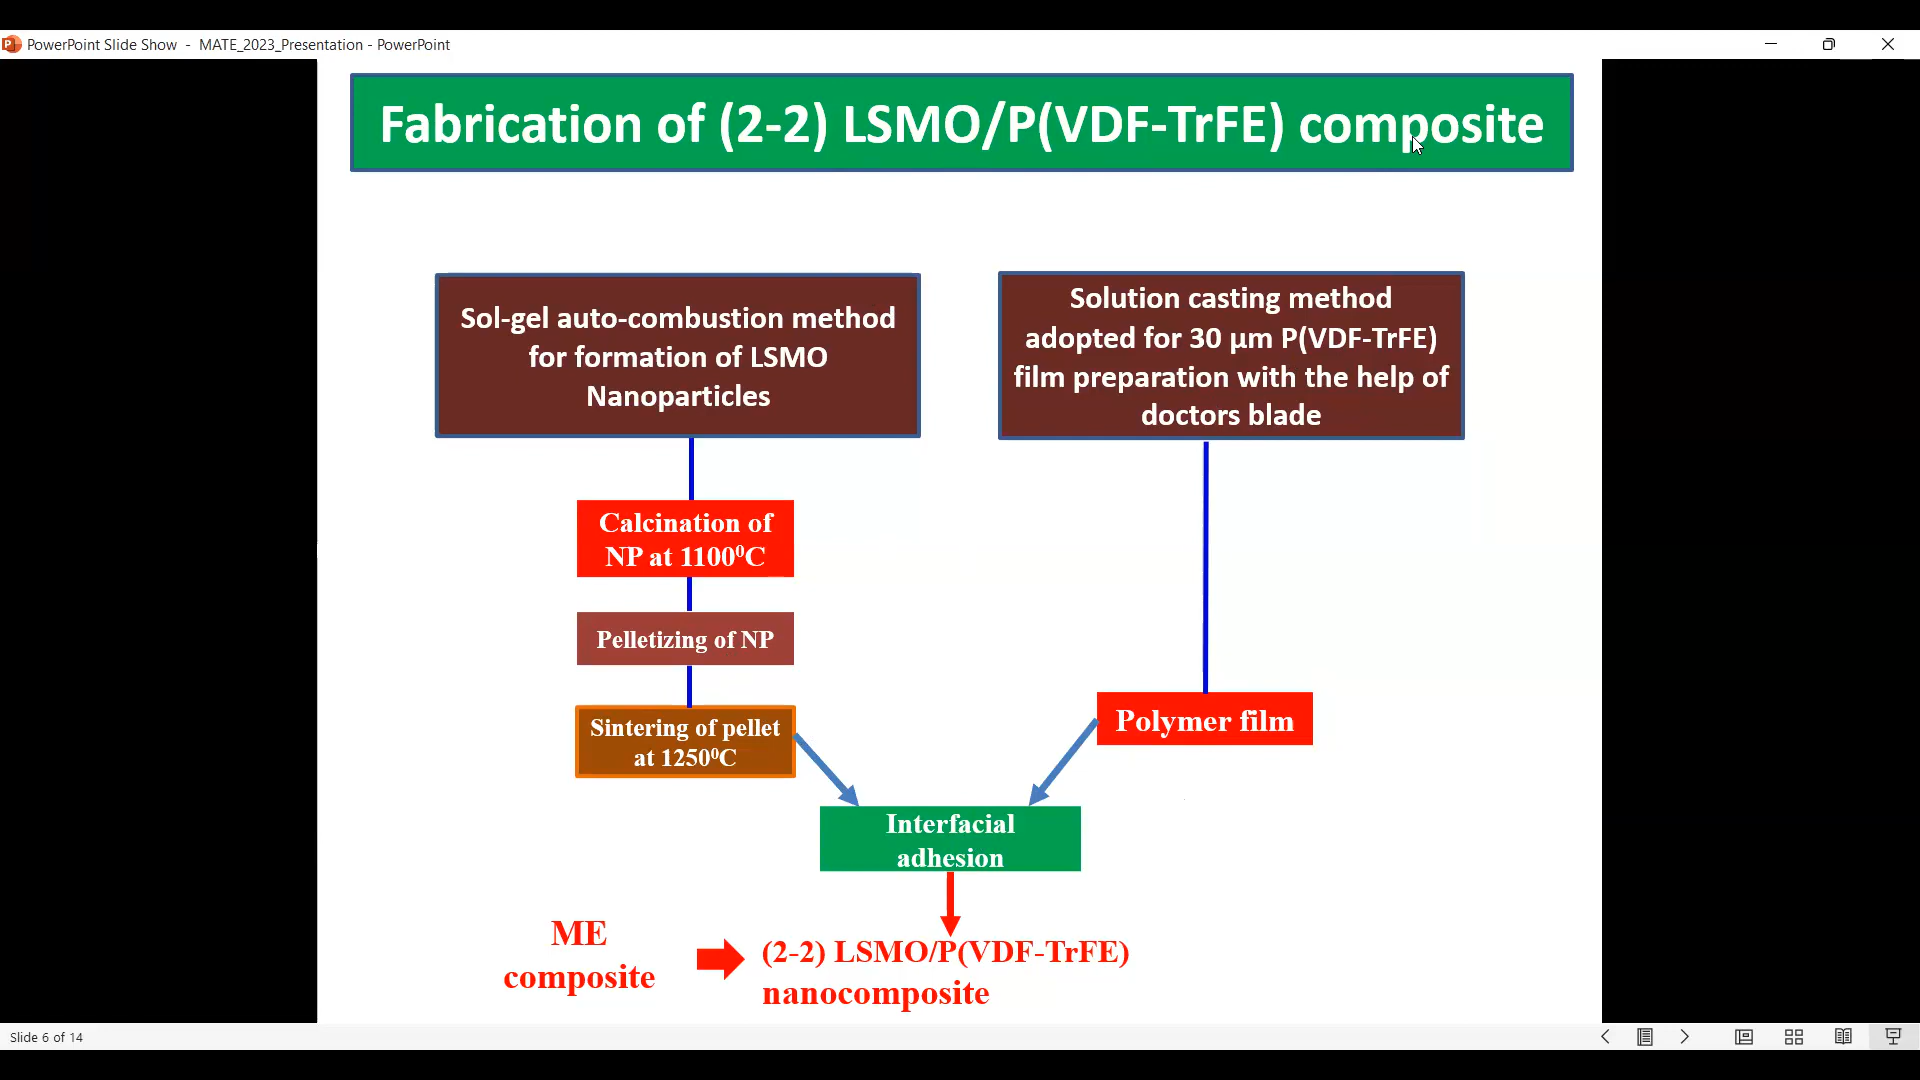 PowerPoint Slide Show - MATE_2023_Presentation - PowerPoint
Fabrication of (2-2) LSMO/P(VDF-TrFE) composite
Sol-gel auto-combustion method
for formation of LSMO
Nanoparticles
Solution casting method
adopted for 30 µm P(VDF-TrFE)
film preparation with the help of
doctors blade
Calcination of
NP at 1100⁰C
Pelletizing of NP
Sintering of pellet
at 1250⁰C
Polymer film
Interfacial
adhesion
ME
composite
(2-2) LSMO/P(VDF-TrFE)
nanocomposite
Slide 6 of 14